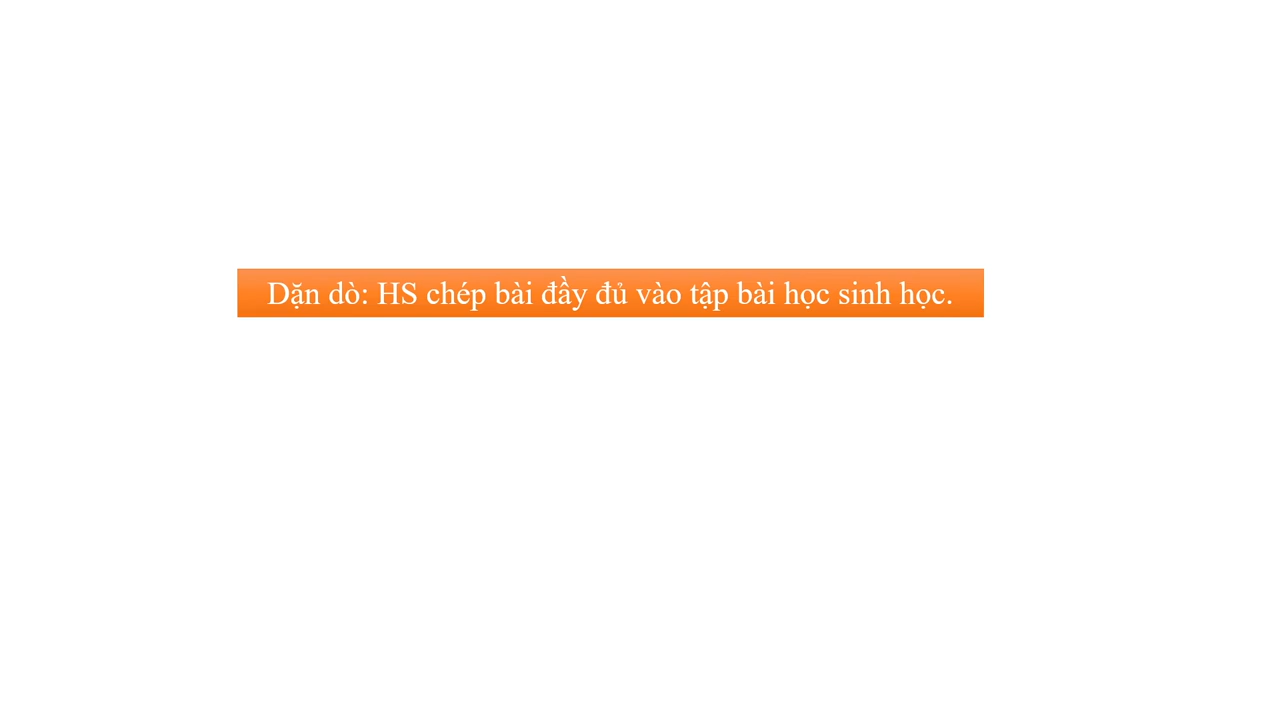 Dặn dò: HS chép bài đầy đủ vào tập bài học sinh học.